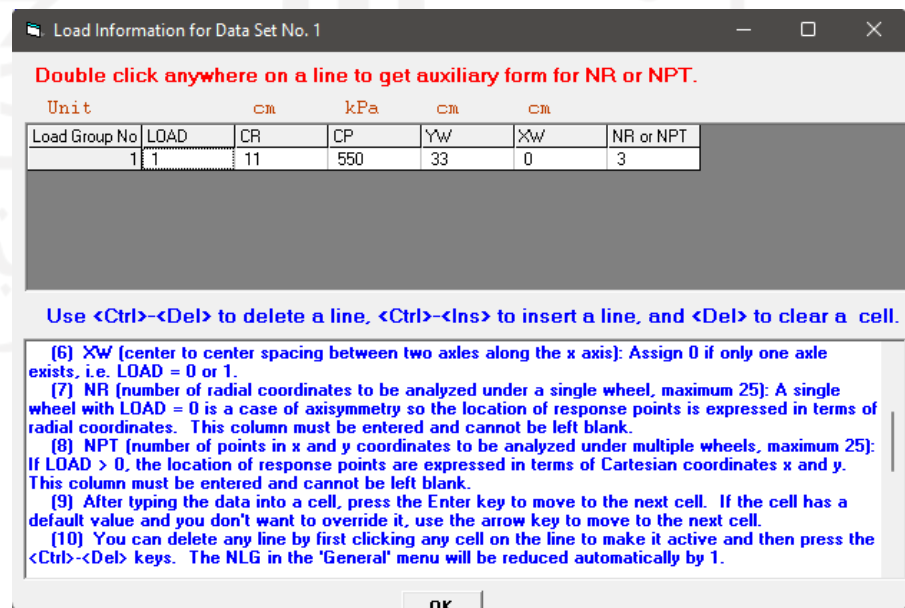 Load Information for Data Set No. 1
Double click anywhere on a line to get auxiliary form for NR or NPT.
Unit cm kPa cm cm
Load Group No LOAD CR CP YW XW NR or NPT
1 1 11 550 33 0 3
Use <Ctrl>-<Del> to delete a line, <Ctrl>-<Ins> to insert a line, and <Del> to clear a cell.
(6) XW (center to center spacing between two axles along the x axis): Assign 0 if only one axle
exists, i.e. LOAD = 0 or 1.
(7) NR (number of radial coordinates to be analyzed under a single wheel, maximum 25): A single
wheel with LOAD = 0 is a case of axisymmetry so the location of response points is expressed in terms of
radial coordinates. This column must be entered and cannot be left blank.
(8) NPT (number of points in x and y coordinates to be analyzed under multiple wheels, maximum 25):
If LOAD > 0, the location of response points are expressed in terms of Cartesian coordinates x and y.
This column must be entered and cannot be left blank.
(9) After typing the data into a cell, press the Enter key to move to the next cell. If the cell has a
default value and you don't want to override it, use the arrow key to move to the next cell.
(10) You can delete any line by first clicking any cell on the line to make it active and then press the
<Ctrl>-<Del> keys. The NLG in the 'General' menu will be reduced automatically by 1.
OK